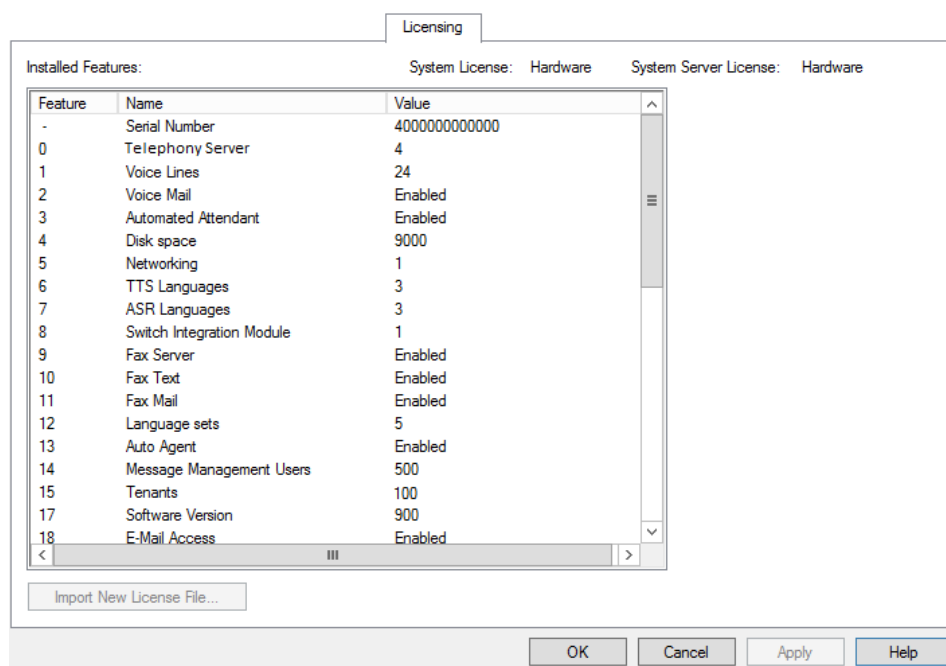 Licensing
Installed Features: System License: Hardware System Server License: Hardware
Feature Name Value
- Serial Number 4000000000000
0 Telephony Server 4
1 Voice Lines 24
2 Voice Mail Enabled
3 Automated Attendant Enabled
4 Disk space 9000
5 Networking 1
6 TTS Languages 3
7 ASR Languages 3
8 Switch Integration Module 1
9 Fax Server Enabled
10 Fax Text Enabled
11 Fax Mail Enabled
12 Language sets 5
13 Auto Agent Enabled
14 Message Management Users 500
15 Tenants 100
17 Software Version 900
18 E-Mail Access Enabled
Import New License File...
OK Cancel Apply Help